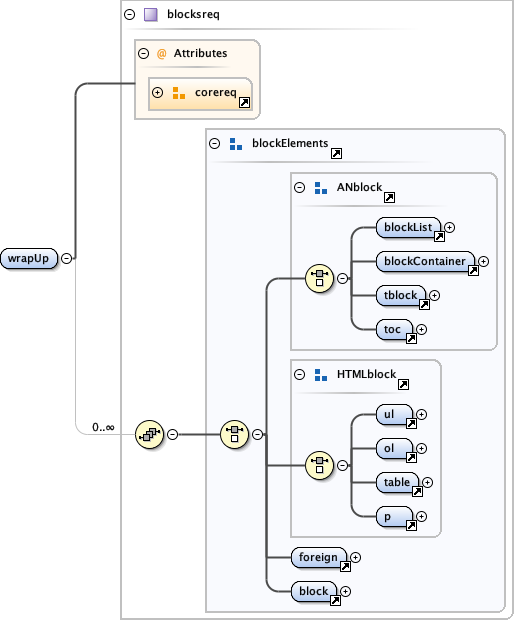 blocksreq
@ Attributes
corereq
blockElements
ANblock
blockList
wrapUp
blockContainer
tblock
toc
HTMLblock
ul
0..∞
ol
table
p
foreign
block